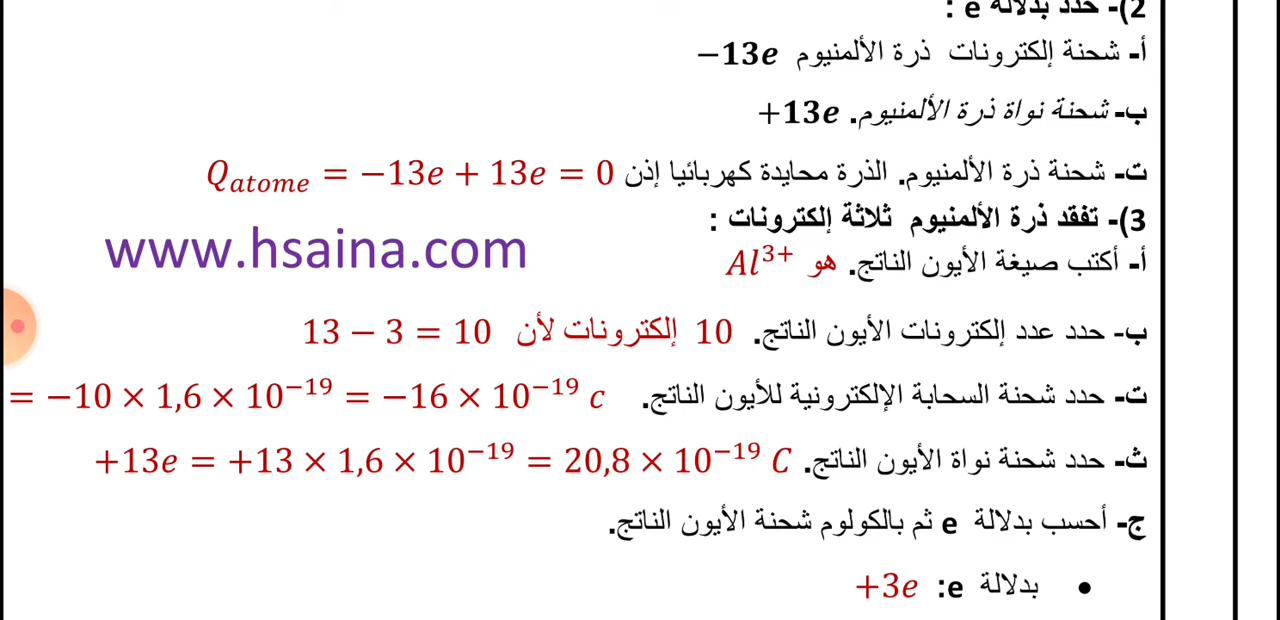 2)- حدد بدلالة e :
أ- شحنة إلكترونات ذرة الألمنيوم −13e
ب- شحنة نواة ذرة الألمنيوم. +13e
ت- شحنة ذرة الألمنيوم. الذرة محايدة كهربائيا إذن Q_atome = −13e + 13e = 0
3)- تفقد ذرة الألمنيوم ثلاثة إلكترونات :
www.hsaina.com
أ- أكتب صيغة الأيون الناتج. هو Al³⁺
ب- حدد عدد إلكترونات الأيون الناتج. 10 إلكترونات لأن 13 − 3 = 10
ت- حدد شحنة السحابة الإلكترونية للأيون الناتج. = −10 × 1,6 × 10⁻¹⁹ = −16 × 10⁻¹⁹ c
ث- حدد شحنة نواة الأيون الناتج. +13e = +13 × 1,6 × 10⁻¹⁹ = 20,8 × 10⁻¹⁹ C
ج- أحسب بدلالة e ثم بالكولوم شحنة الأيون الناتج.
• بدلالة e: +3e